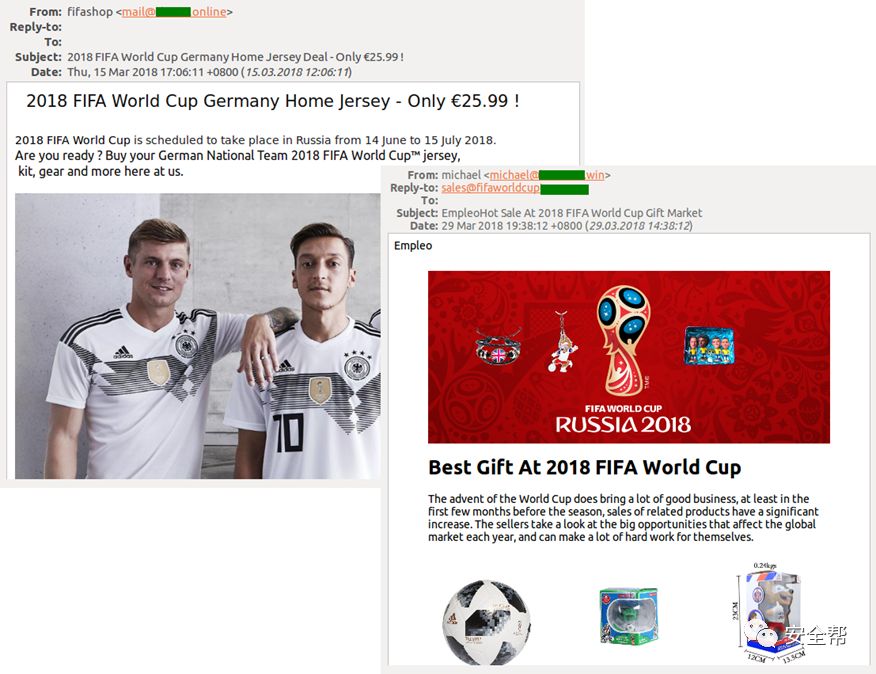 From: fifashop <mail@ online>
Reply-to:
To:
Subject: 2018 FIFA World Cup Germany Home Jersey Deal - Only €25.99 !
Date: Thu, 15 Mar 2018 17:06:11 +0800 (15.03.2018 12:06:11)
2018 FIFA World Cup Germany Home Jersey - Only €25.99 !
2018 FIFA World Cup is scheduled to take place in Russia from 14 June to 15 July 2018.
Are you ready ? Buy your German National Team 2018 FIFA World Cup™ jersey,
kit, gear and more here at us.
adidas
adidas
10
From: michael <michael@ win>
Reply-to: sales@fifaworldcup
To:
Subject: EmpleoHot Sale At 2018 FIFA World Cup Gift Market
Date: 29 Mar 2018 19:38:12 +0800 (29.03.2018 14:38:12)
Empleo
TM
FIFA WORLD CUP
RUSSIA 2018
Best Gift At 2018 FIFA World Cup
The advent of the World Cup does bring a lot of good business, at least in the
first few months before the season, sales of related products have a significant
increase. The sellers take a look at the big opportunities that affect the global
market each year, and can make a lot of hard work for themselves.
0.24kgs
23CM
12CM
13.5CM
安全帮